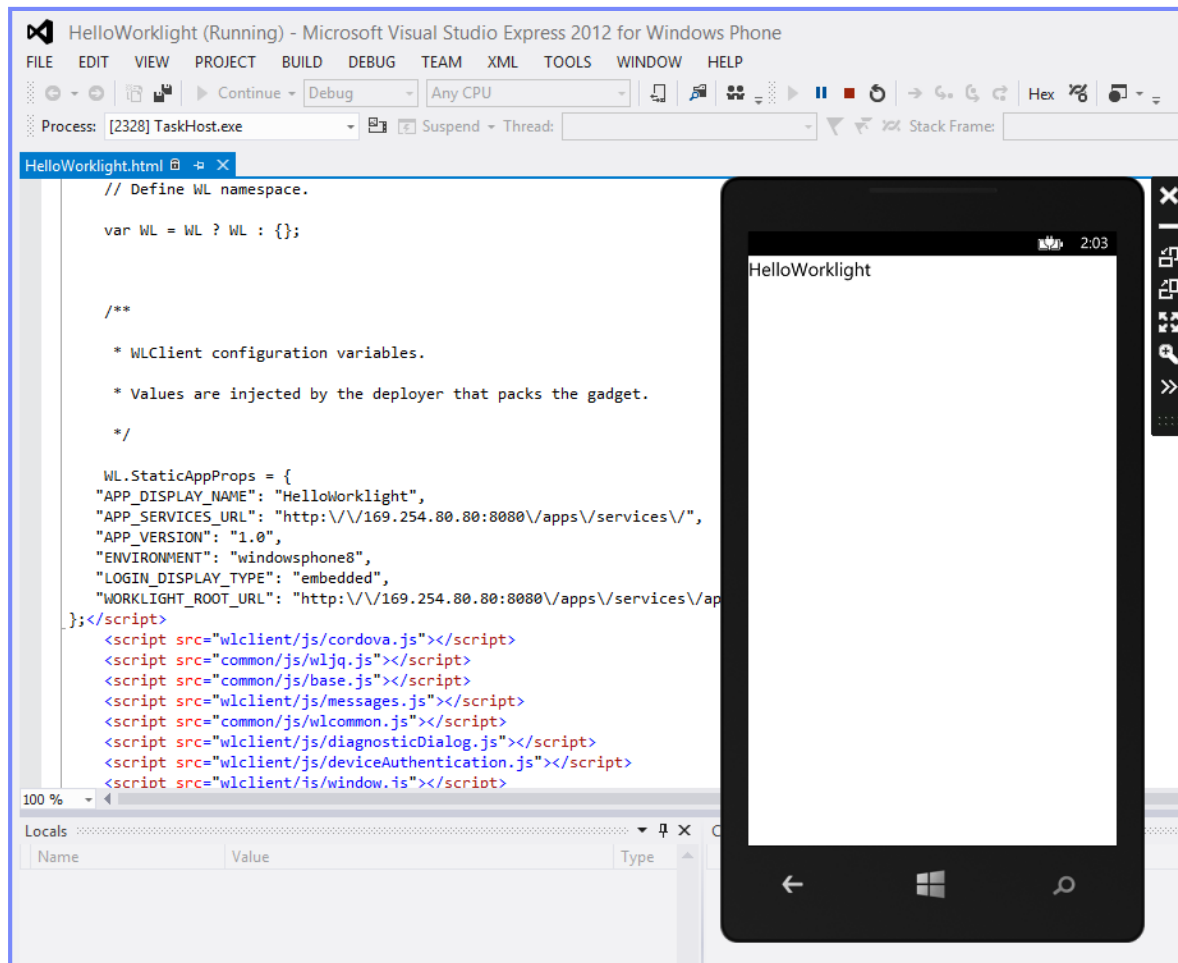 HelloWorklight (Running) - Microsoft Visual Studio Express 2012 for Windows Phone
FILE EDIT VIEW PROJECT BUILD DEBUG TEAM XML TOOLS WINDOW HELP
Continue Debug Any CPU Hex
Process: [2328] TaskHost.exe Suspend Thread: Stack Frame:
HelloWorklight.html
// Define WL namespace.
var WL = WL ? WL : {};
/**
* WLClient configuration variables.
* Values are injected by the deployer that packs the gadget.
*/
WL.StaticAppProps = {
"APP_DISPLAY_NAME": "HelloWorklight",
"APP_SERVICES_URL": "http:\/\/169.254.80.80:8080\/apps\/services\/",
"APP_VERSION": "1.0",
"ENVIRONMENT": "windowsphone8",
"LOGIN_DISPLAY_TYPE": "embedded",
"WORKLIGHT_ROOT_URL": "http:\/\/169.254.80.80:8080\/apps\/services\/ap
};</script>
<script src="wlclient/js/cordova.js"></script>
<script src="common/js/wljq.js"></script>
<script src="common/js/base.js"></script>
<script src="wlclient/js/messages.js"></script>
<script src="common/js/wlcommon.js"></script>
<script src="wlclient/js/diagnosticDialog.js"></script>
<script src="wlclient/js/deviceAuthentication.js"></script>
<script src="wlclient/js/window.js"></script>
100 %
Locals
Name Value Type
2:03
HelloWorklight